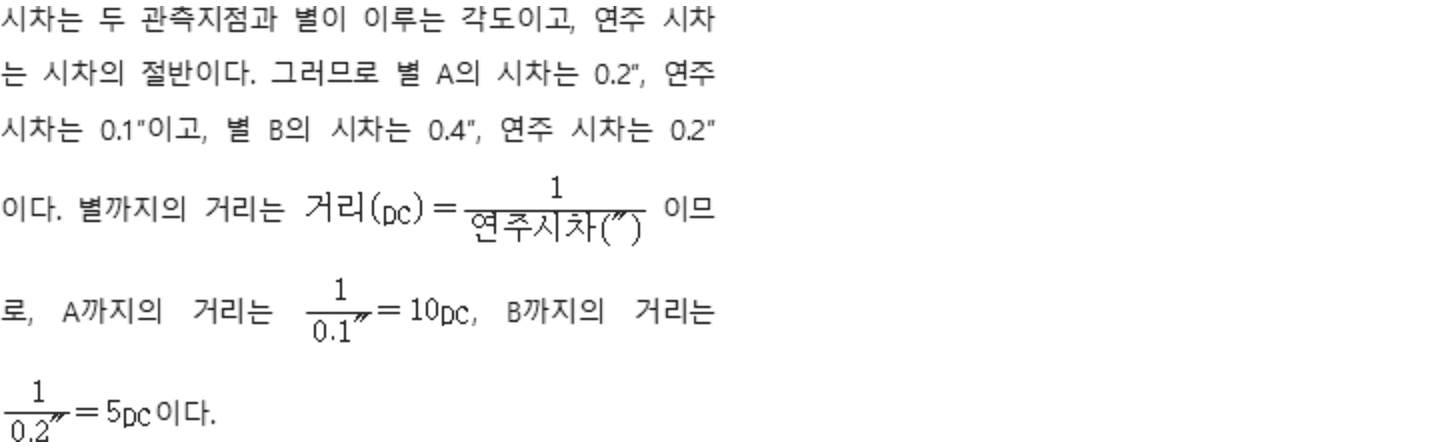 시차는 두 관측지점과 별이 이루는 각도이고, 연주 시차
는 시차의 절반이다. 그러므로 별 A의 시차는 0.2″, 연주
시차는 0.1″이고, 별 B의 시차는 0.4″, 연주 시차는 0.2″
이다. 별까지의 거리는 거리(pc) = 1/연주시차(″) 이므
로, A까지의 거리는 1/0.1″ = 10pc, B까지의 거리는
1/0.2″ = 5pc이다.